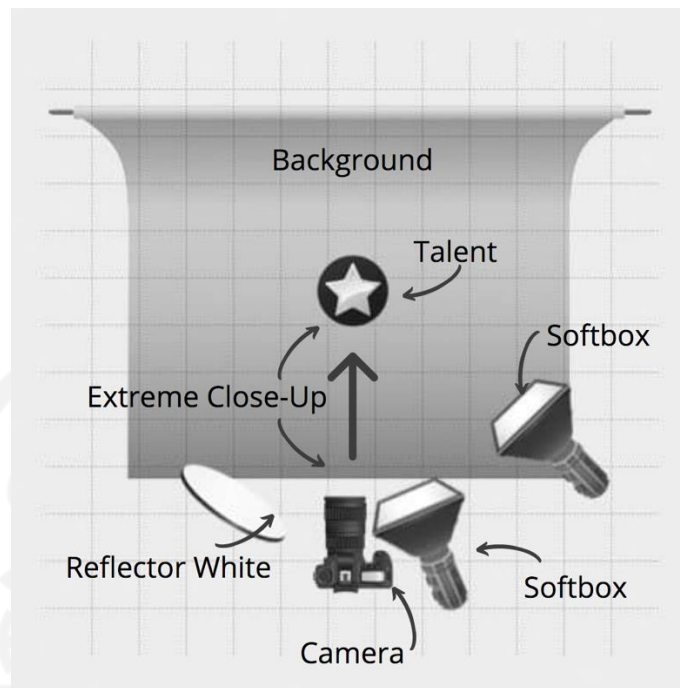 Background
Talent
Softbox
Extreme Close-Up
Reflector White
Softbox
Camera